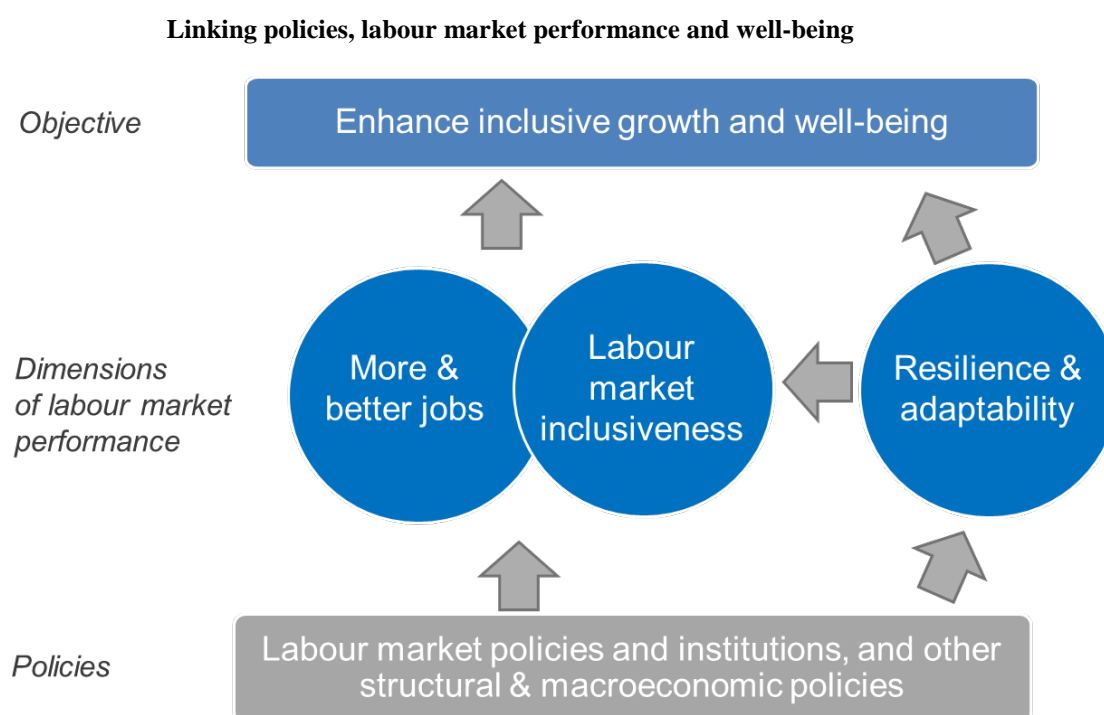 Linking policies, labour market performance and well-being
Objective
Enhance inclusive growth and well-being
Dimensions
of labour market
performance
More &
better jobs
Labour
market
inclusiveness
Resilience &
adaptability
Policies
Labour market policies and institutions, and other
structural & macroeconomic policies